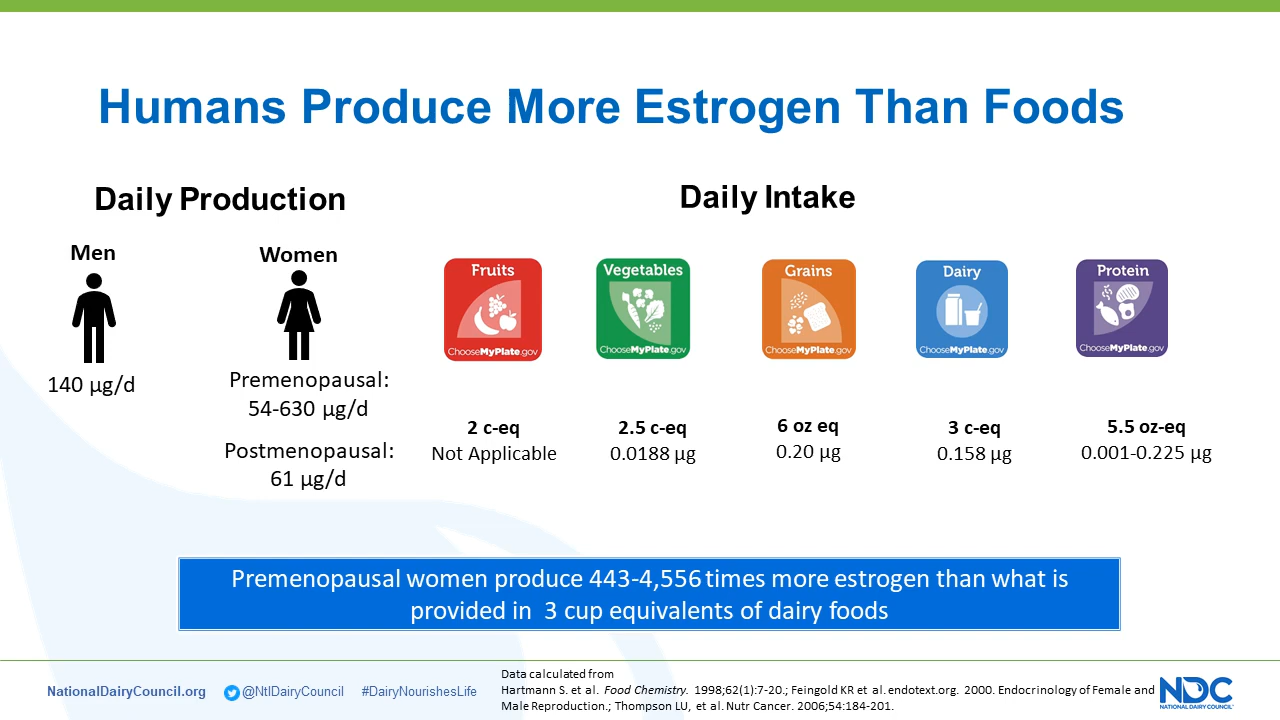 Humans Produce More Estrogen Than Foods
Daily Production
Daily Intake
Men
140 µg/d
Women
Premenopausal:
54-630 µg/d
Postmenopausal:
61 µg/d
Fruits
ChooseMyPlate.gov
2 c-eq
Not Applicable
Vegetables
ChooseMyPlate.gov
2.5 c-eq
0.0188 µg
Grains
ChooseMyPlate.gov
6 oz eq
0.20 µg
Dairy
ChooseMyPlate.gov
3 c-eq
0.158 µg
Protein
ChooseMyPlate.gov
5.5 oz-eq
0.001-0.225 µg
Premenopausal women produce 443-4,556 times more estrogen than what is
provided in 3 cup equivalents of dairy foods
NationalDairyCouncil.org @NtlDairyCouncil #DairyNourishesLife
Data calculated from
Hartmann S. et al. Food Chemistry. 1998;62(1):7-20.; Feingold KR et al. endotext.org. 2000. Endocrinology of Female and
Male Reproduction.; Thompson LU, et al. Nutr Cancer. 2006;54:184-201.
NDC
NATIONAL DAIRY COUNCIL